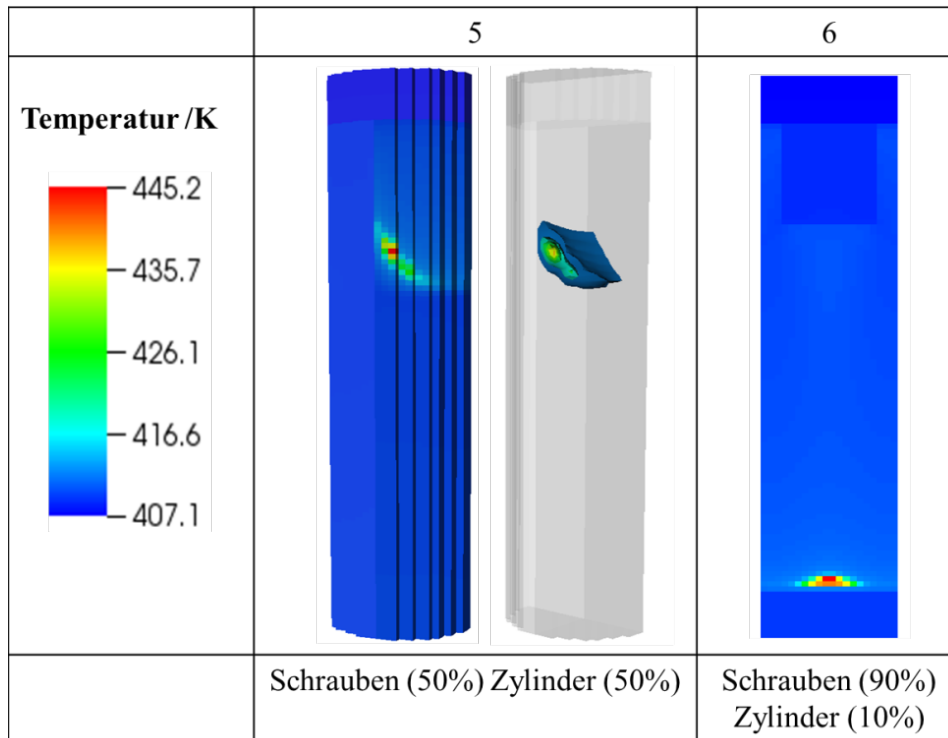 5
6
Temperatur /K
445.2
435.7
426.1
416.6
407.1
Schrauben (50%) Zylinder (50%)
Schrauben (90%)
Zylinder (10%)